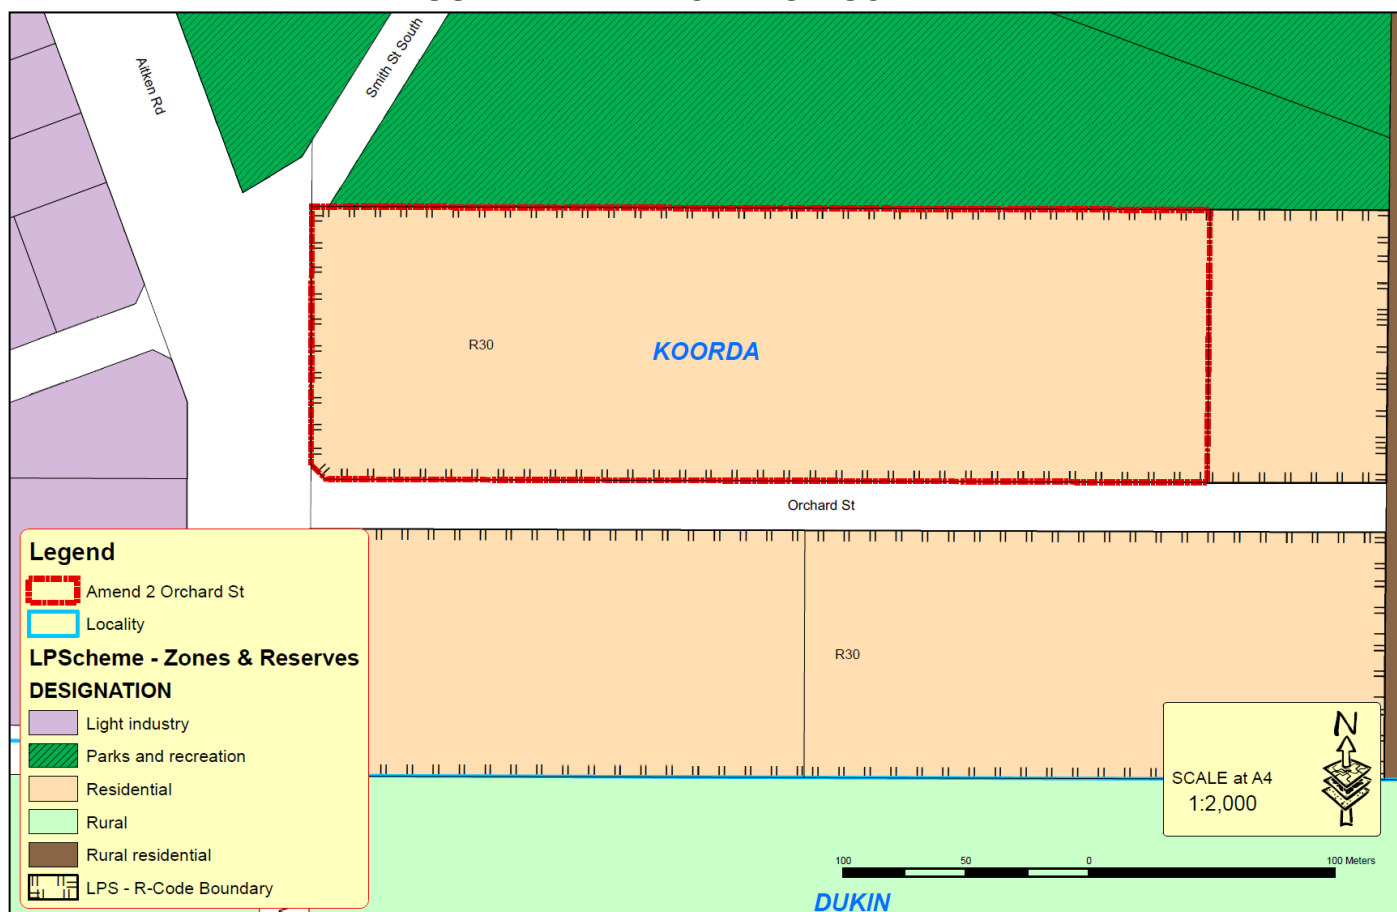 Aitken Rd
Smith St South
R30
KOORDA
Orchard St
R30
Legend
Amend 2 Orchard St
Locality
LPScheme - Zones & Reserves
DESIGNATION
Light industry
Parks and recreation
Residential
Rural
Rural residential
LPS - R-Code Boundary
N
SCALE at A4
1:2,000
100 50 0 100 Meters
DUKIN